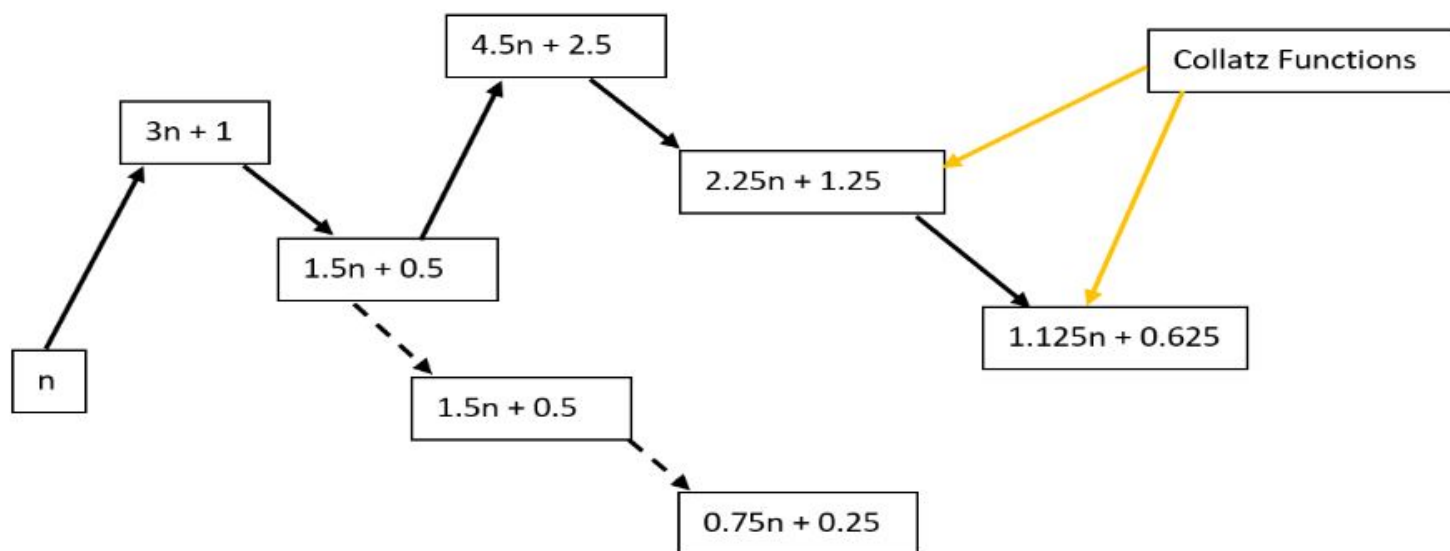 4.5n + 2.5
Collatz Functions
3n + 1
2.25n + 1.25
1.5n + 0.5
1.125n + 0.625
n
1.5n + 0.5
0.75n + 0.25